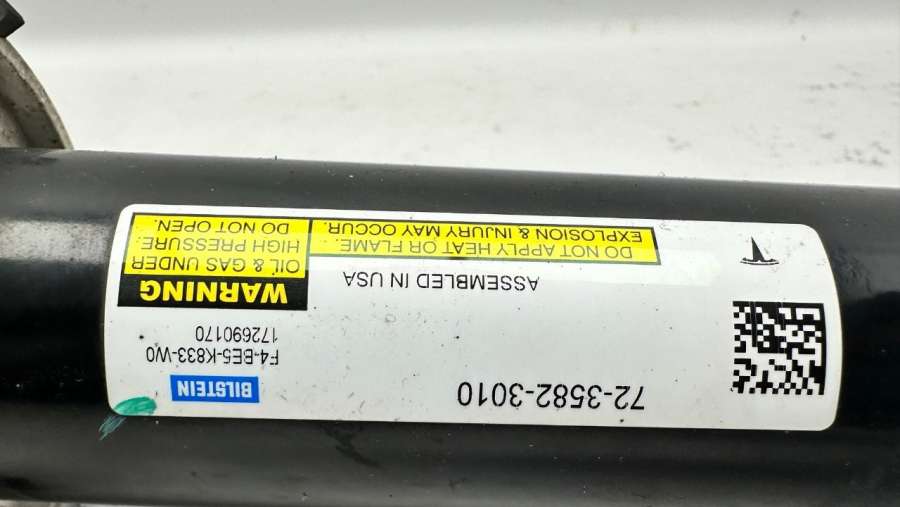 72-3582-3010
BILSTEIN
F4-BE5-K833-W0
172690170
ASSEMBLED IN USA
WARNING
OIL & GAS UNDER
HIGH PRESSURE.
DO NOT OPEN.
DO NOT APPLY HEAT OR FLAME.
EXPLOSION & INJURY MAY OCCUR.